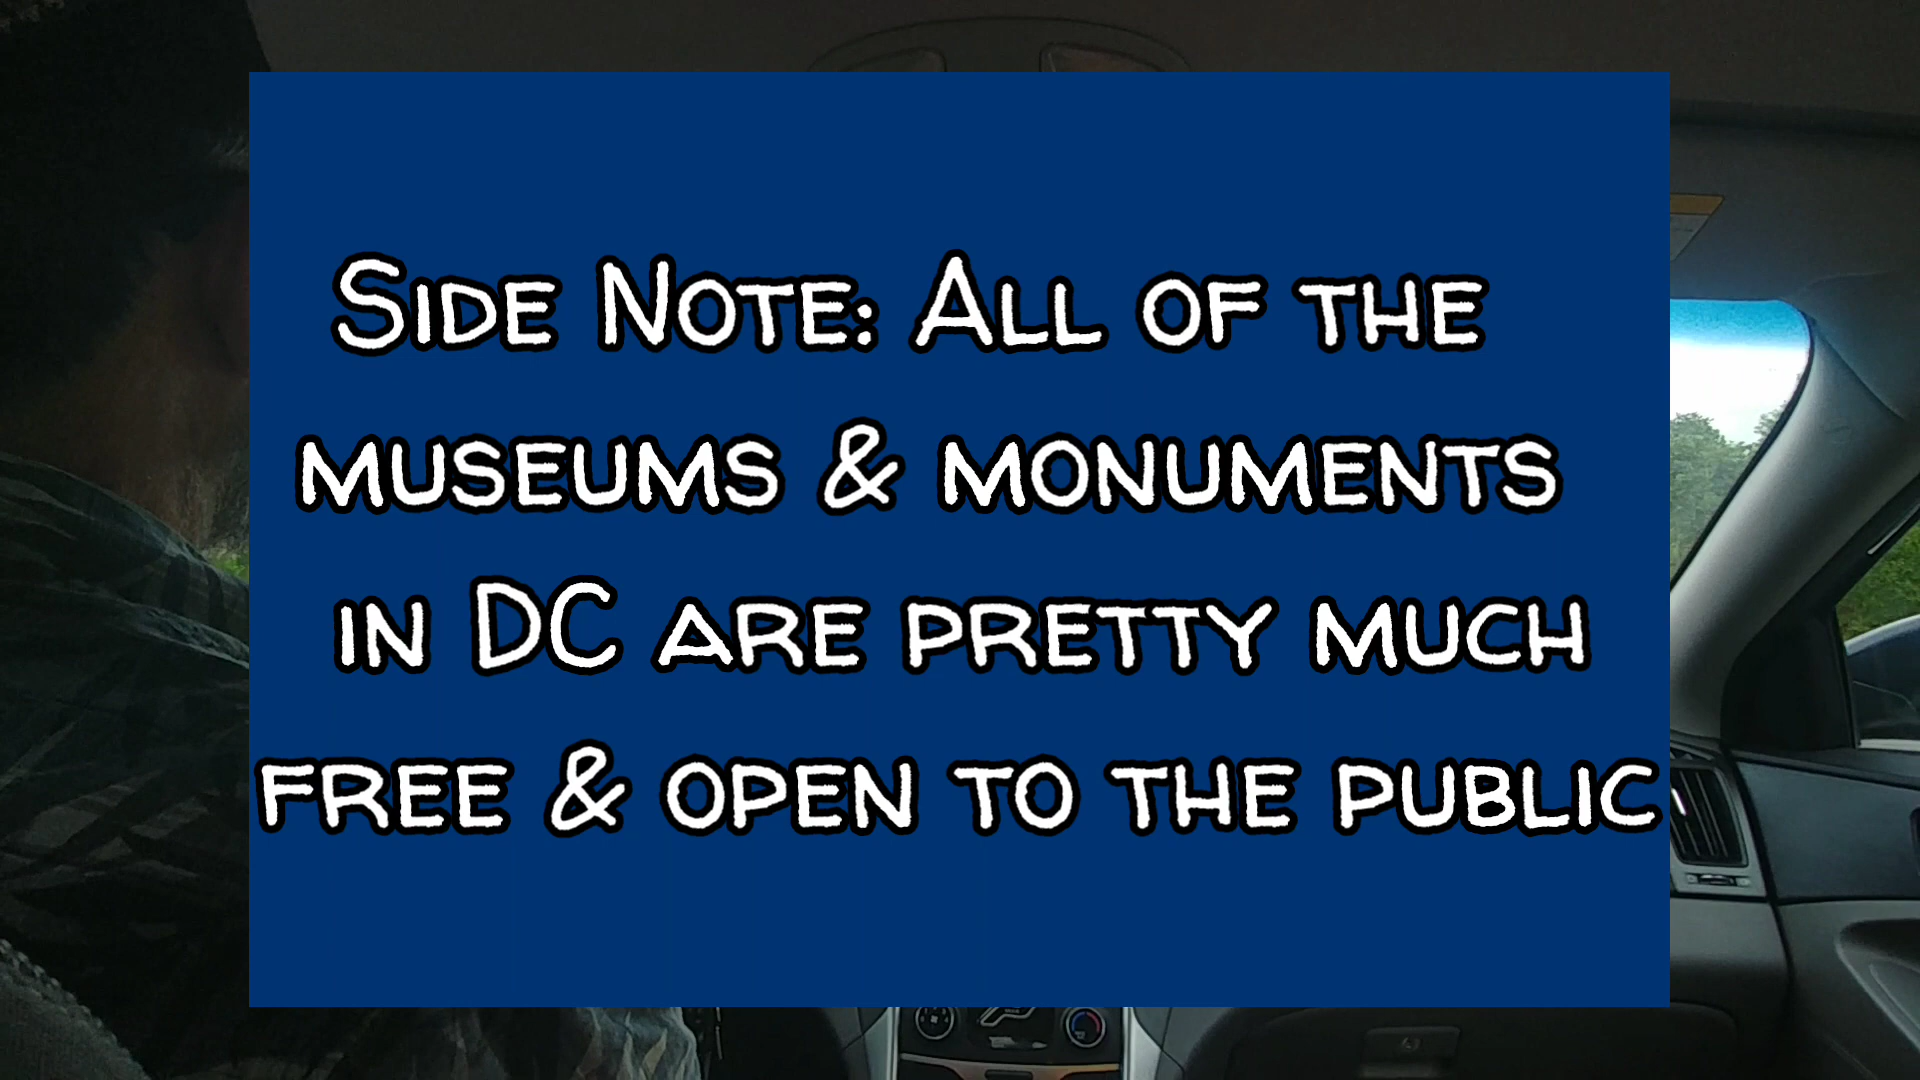 Side Note: All of the
museums & monuments
in DC are pretty much
free & open to the public